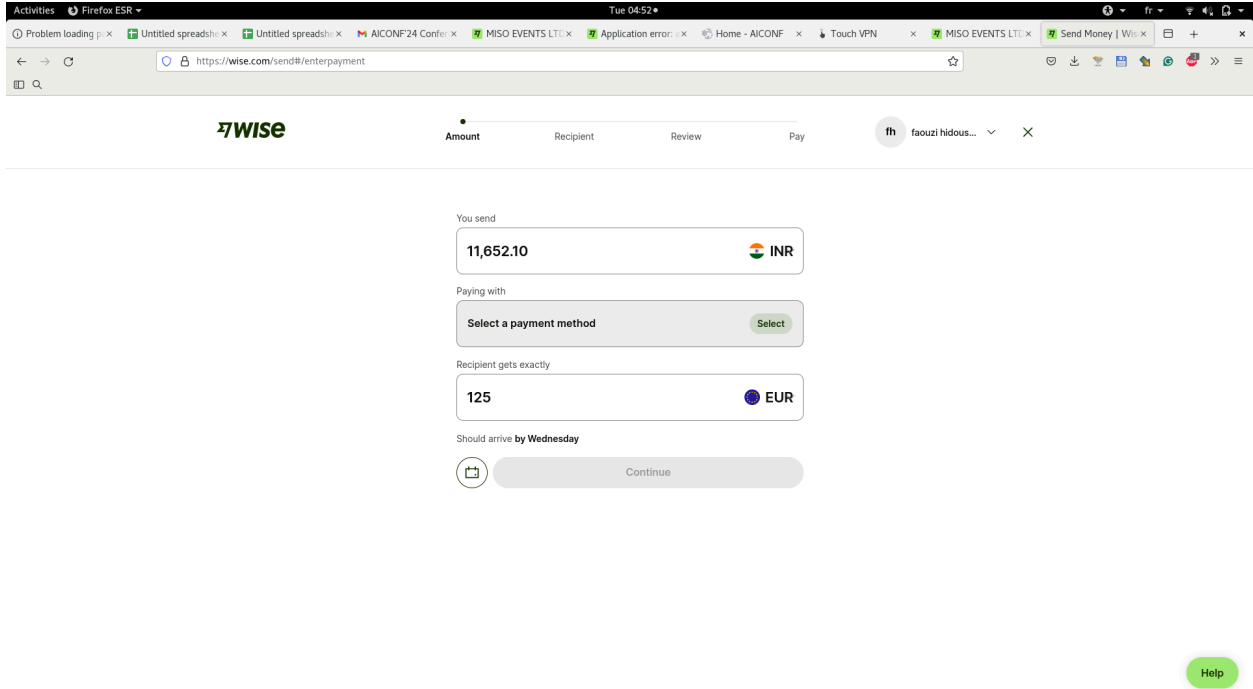 Activities Firefox ESR Tue 04:52 fr
Problem loading pa Untitled spreadshe Untitled spreadshe AICONF'24 Confer MISO EVENTS LTD Application error: a Home - AICONF Touch VPN MISO EVENTS LTD Send Money | Wis
https://wise.com/send#/enterpayment
7WISE
Amount Recipient Review Pay
fh faouzi hidous...
You send
11,652.10 INR
Paying with
Select a payment method Select
Recipient gets exactly
125 EUR
Should arrive by Wednesday
Continue
Help